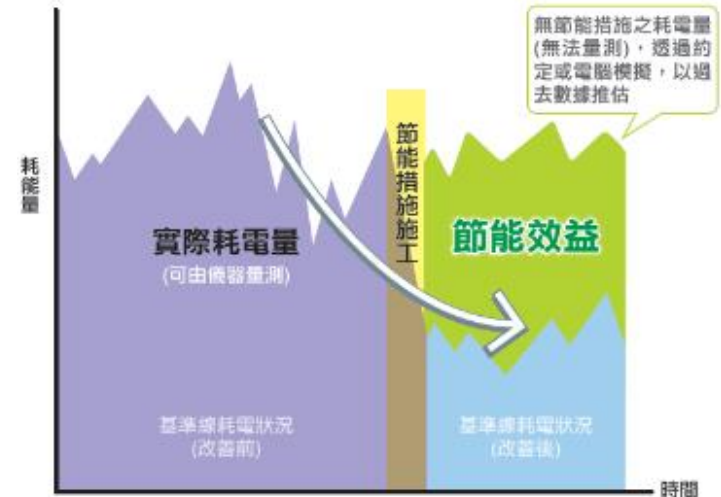 無節能措施之耗電量
(無法量測)，透過約
定或電腦模擬，以過
去數據推估
耗能量
節能措施施工
實際耗電量
(可由儀器量測)
節能效益
基準線耗電狀況
(改善前)
基準線耗電狀況
(改善後)
時間